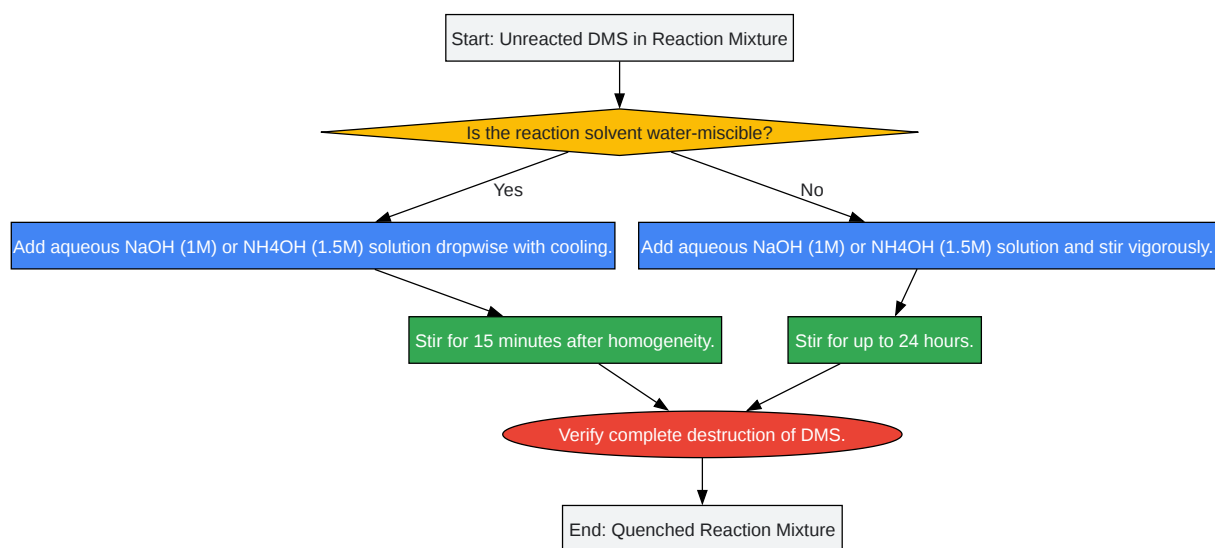 Start: Unreacted DMS in Reaction Mixture
Is the reaction solvent water-miscible?
Yes
No
Add aqueous NaOH (1M) or NH4OH (1.5M) solution dropwise with cooling.
Add aqueous NaOH (1M) or NH4OH (1.5M) solution and stir vigorously.
Stir for 15 minutes after homogeneity.
Stir for up to 24 hours.
Verify complete destruction of DMS.
End: Quenched Reaction Mixture